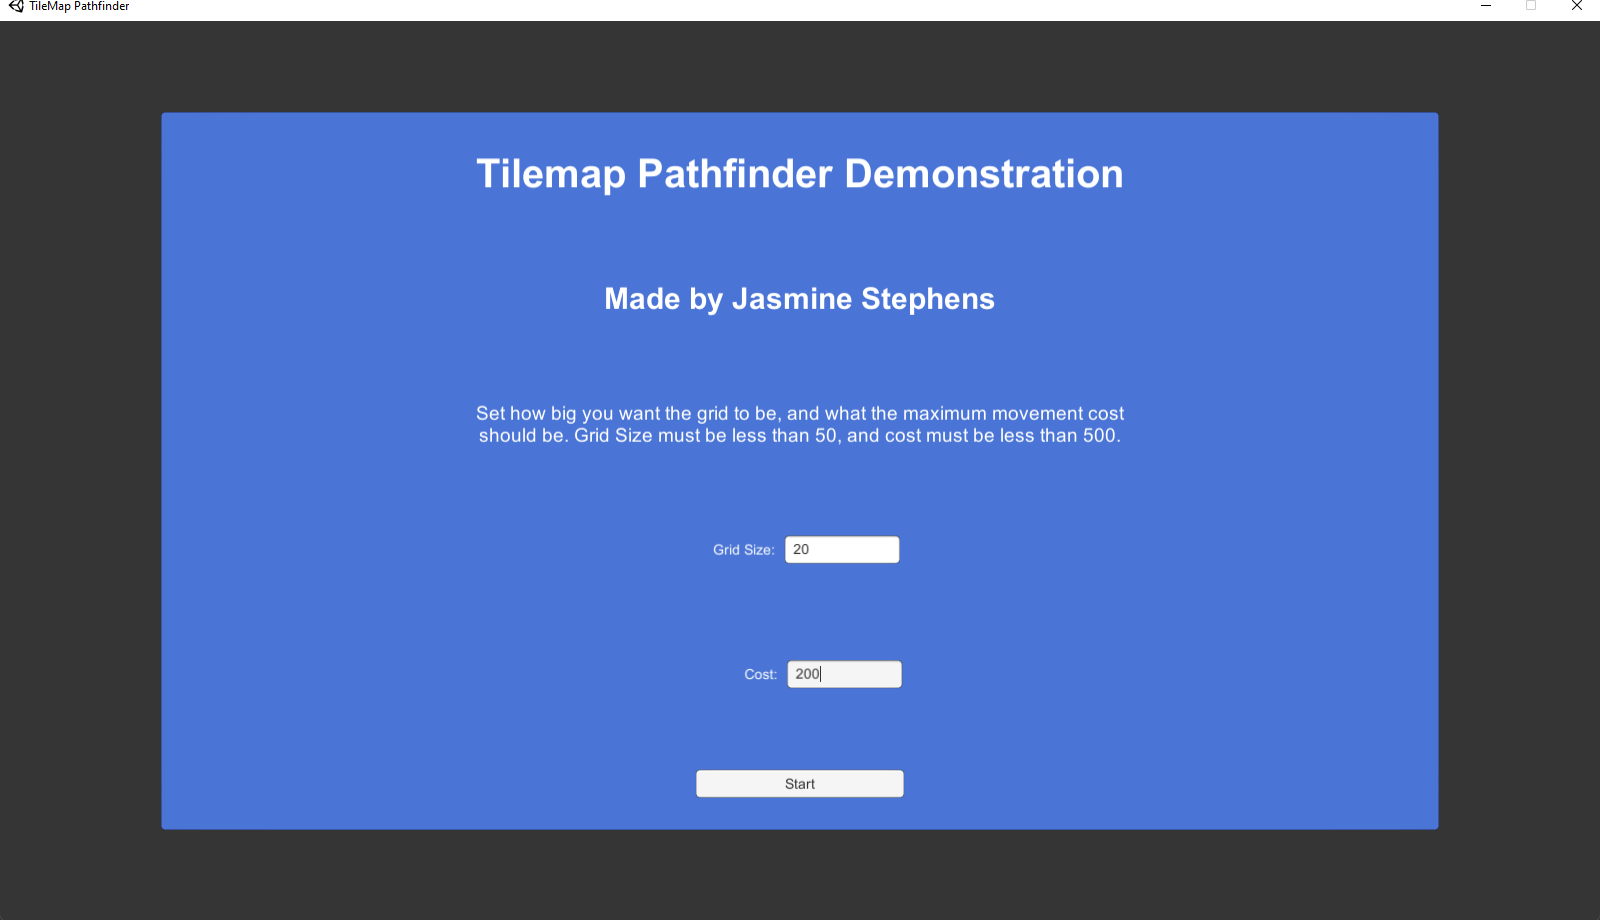 TileMap Pathfinder
Tilemap Pathfinder Demonstration
Made by Jasmine Stephens
Set how big you want the grid to be, and what the maximum movement cost
should be. Grid Size must be less than 50, and cost must be less than 500.
Grid Size: 20
Cost: 200
Start